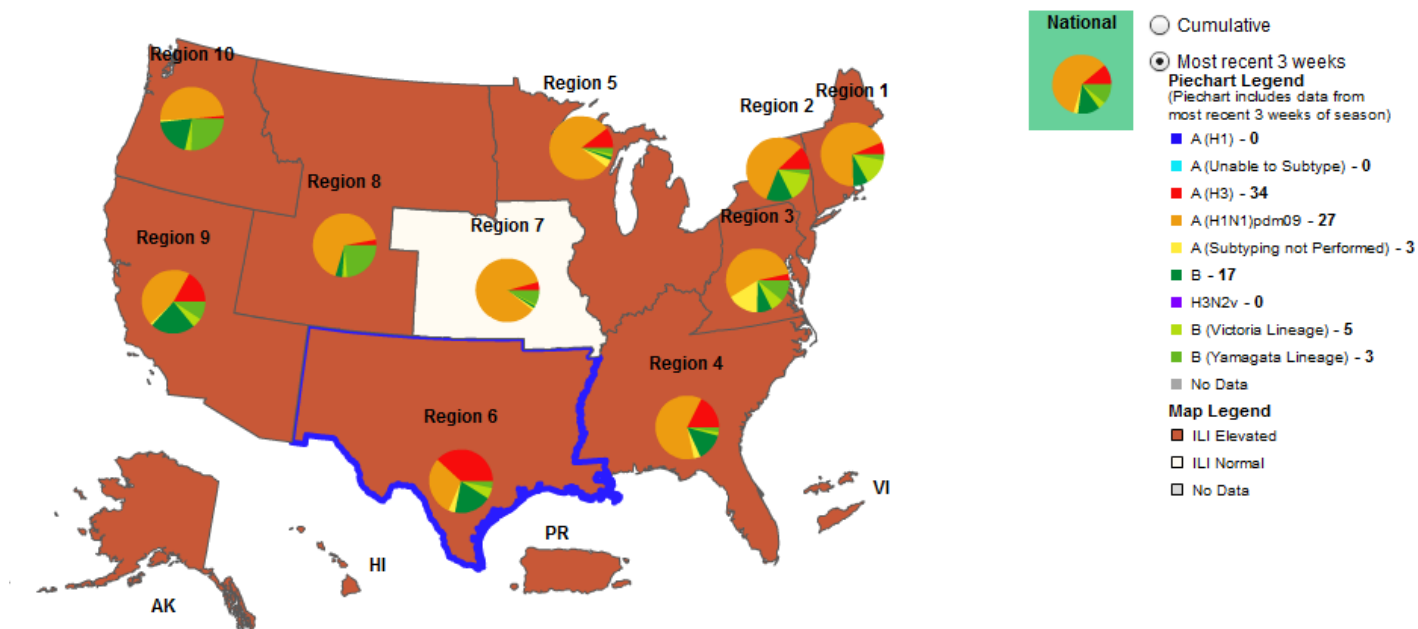 National
Cumulative
Most recent 3 weeks
Piechart Legend
(Piechart includes data from
most recent 3 weeks of season)
A (H1) - 0
A (Unable to Subtype) - 0
A (H3) - 34
A (H1N1)pdm09 - 27
A (Subtyping not Performed) - 3
B - 17
H3N2v - 0
B (Victoria Lineage) - 5
B (Yamagata Lineage) - 3
No Data
Map Legend
ILI Elevated
ILI Normal
No Data
Region 10
Region 5
Region 1
Region 2
Region 8
Region 7
Region 3
Region 9
Region 4
Region 6
VI
PR
HI
AK